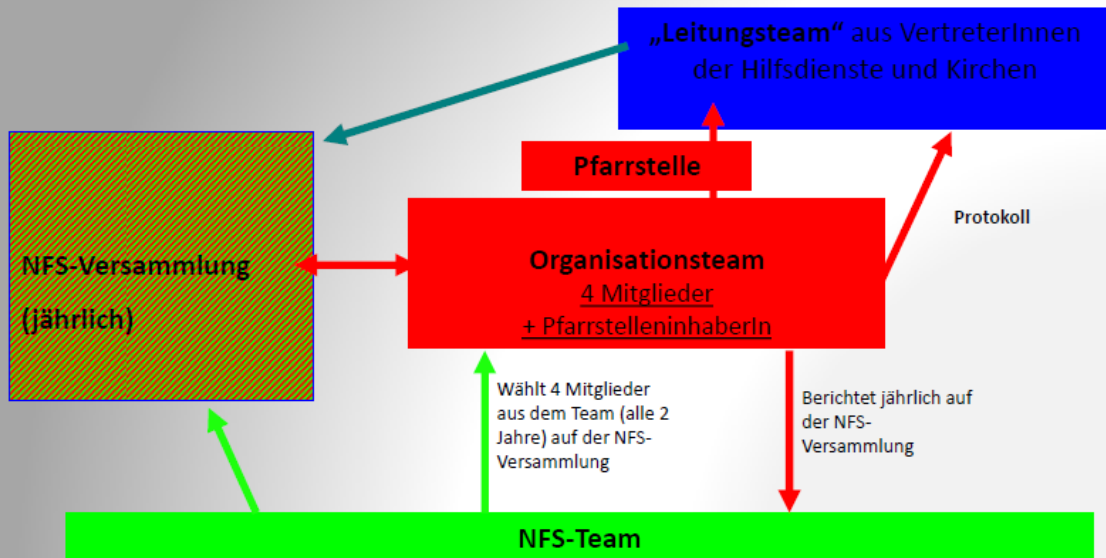 „Leitungsteam“ aus VertreterInnen
der Hilfsdienste und Kirchen
Pfarrstelle
Protokoll
NFS-Versammlung
(jährlich)
Organisationsteam
4 Mitglieder
+ PfarrstelleninhaberIn
Wählt 4 Mitglieder
aus dem Team (alle 2
Jahre) auf der NFS-
Versammlung
Berichtet jährlich auf
der NFS-
Versammlung
NFS-Team